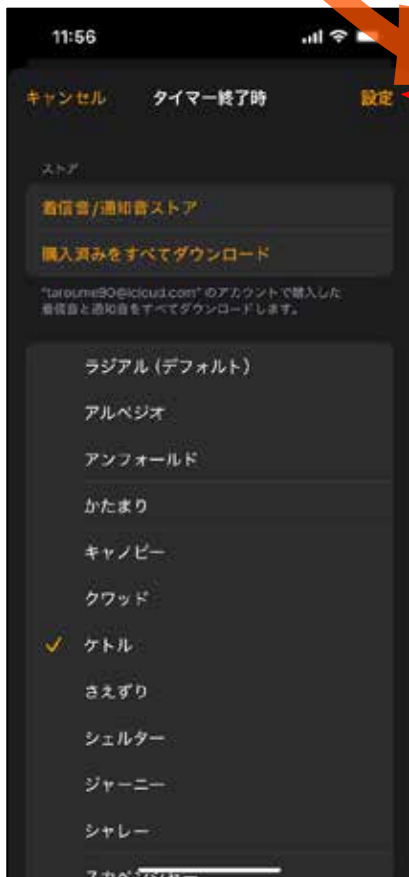 11:56
キャンセル タイマー終了時 設定
ストア
着信音/通知音ストア
購入済みをすべてダウンロード
"taroume90@icloud.com" のアカウントで購入した
着信音と通知音をすべてダウンロードします。
ラジアル (デフォルト)
アルペジオ
アンフォールド
かたまり
キャノピー
クワッド
ケトル
さえずり
シェルター
ジャーニー
シャレー